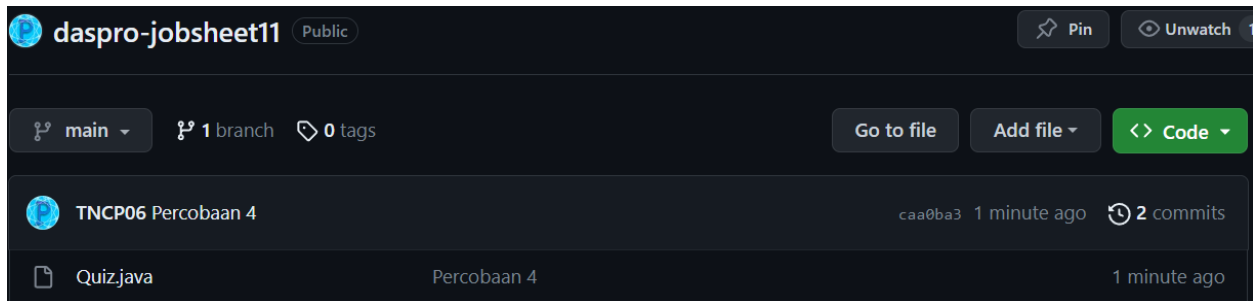 daspro-jobsheet11 Public Pin Unwatch 1
main 1 branch 0 tags Go to file Add file Code
TNCP06 Percobaan 4 caa0ba3 1 minute ago 2 commits
Quiz.java Percobaan 4 1 minute ago